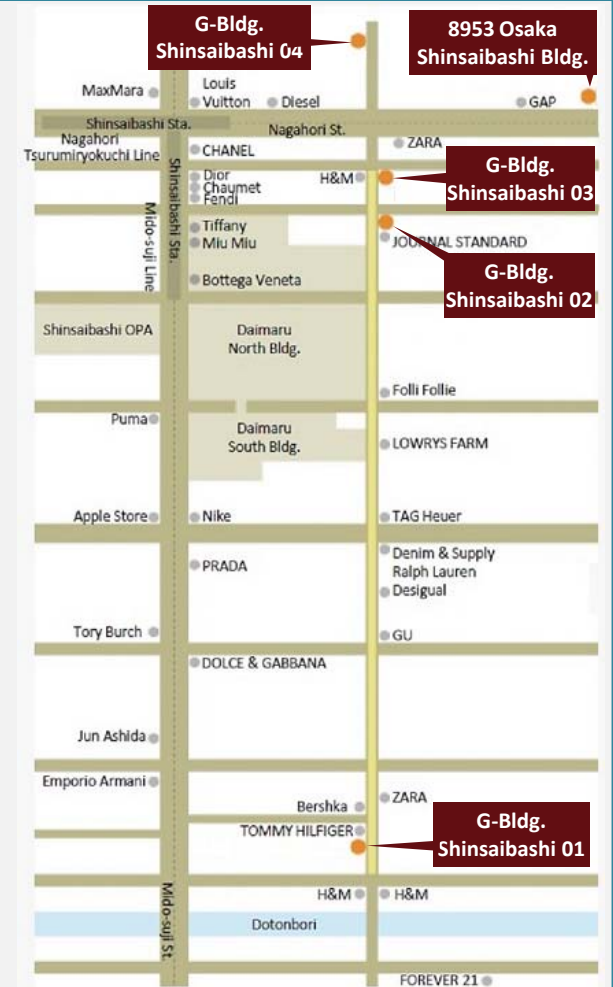 G-Bldg.
Shinsaibashi 04
8953 Osaka
Shinsaibashi Bldg.
MaxMara
Louis
Vuitton
Diesel
GAP
Shinsaibashi Sta.
Nagahori St.
Nagahori
Tsurumiryokuchi Line
CHANEL
ZARA
Shinsaibashi Sta.
Dior
Chaumet
Fendi
H&M
G-Bldg.
Shinsaibashi 03
Mido-suji Line
Tiffany
Miu Miu
JOURNAL STANDARD
G-Bldg.
Shinsaibashi 02
Bottega Veneta
Shinsaibashi OPA
Daimaru
North Bldg.
Folli Follie
Puma
Daimaru
South Bldg.
LOWRYS FARM
Apple Store
Nike
TAG Heuer
PRADA
Denim & Supply
Ralph Lauren
Desigual
Tory Burch
GU
DOLCE & GABBANA
Jun Ashida
Emporio Armani
Bershka
ZARA
TOMMY HILFIGER
G-Bldg.
Shinsaibashi 01
Mido-suji St.
H&M
H&M
Dotonbori
FOREVER 21